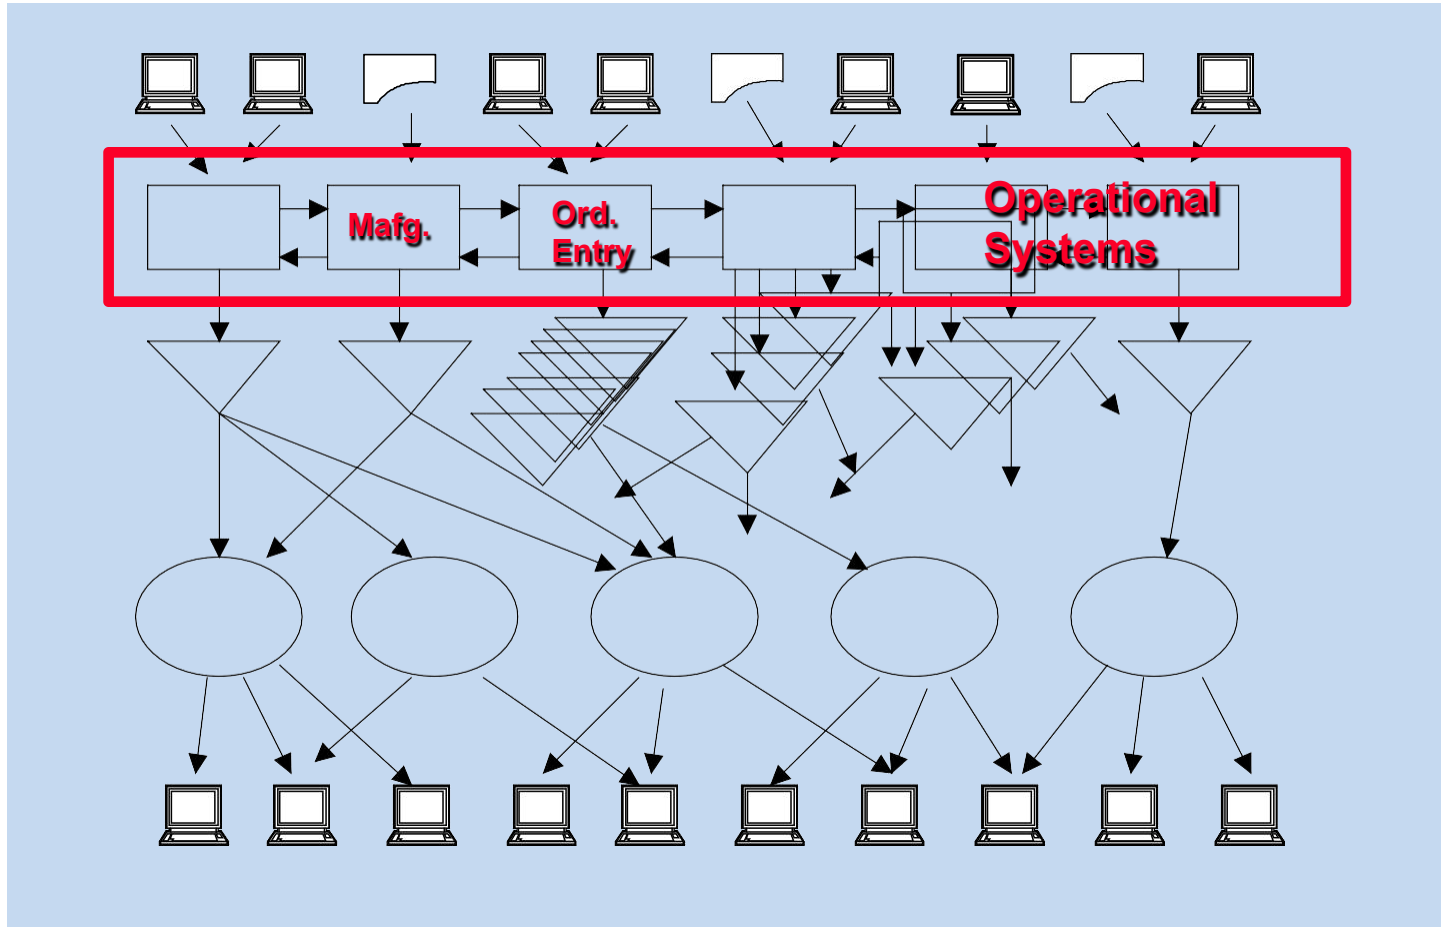 Mafg.
Ord.
Entry
Operational
Systems